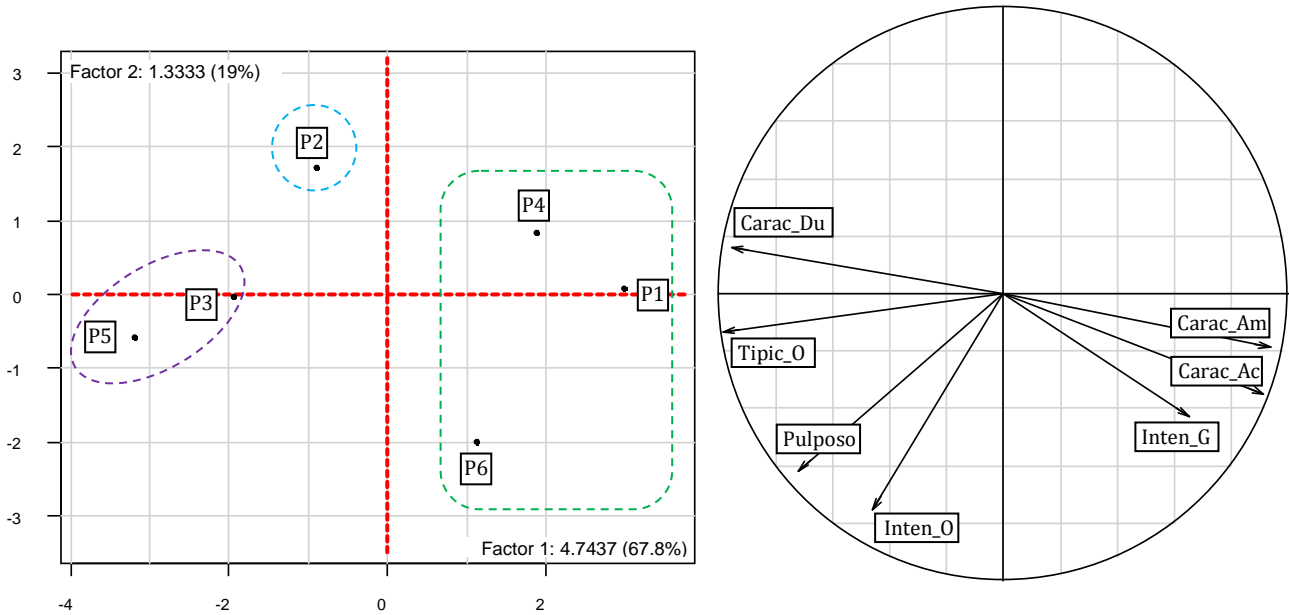 Factor 2: 1.3333 (19%)
3
2
1
0
-1
-2
-3
P2
P4
P1
P3
P5
P6
Factor 1: 4.7437 (67.8%)
-4
-2
0
2
Carac_Du
Tipic_O
Pulposo
Inten_O
Carac_Am
Carac_Ac
Inten_G